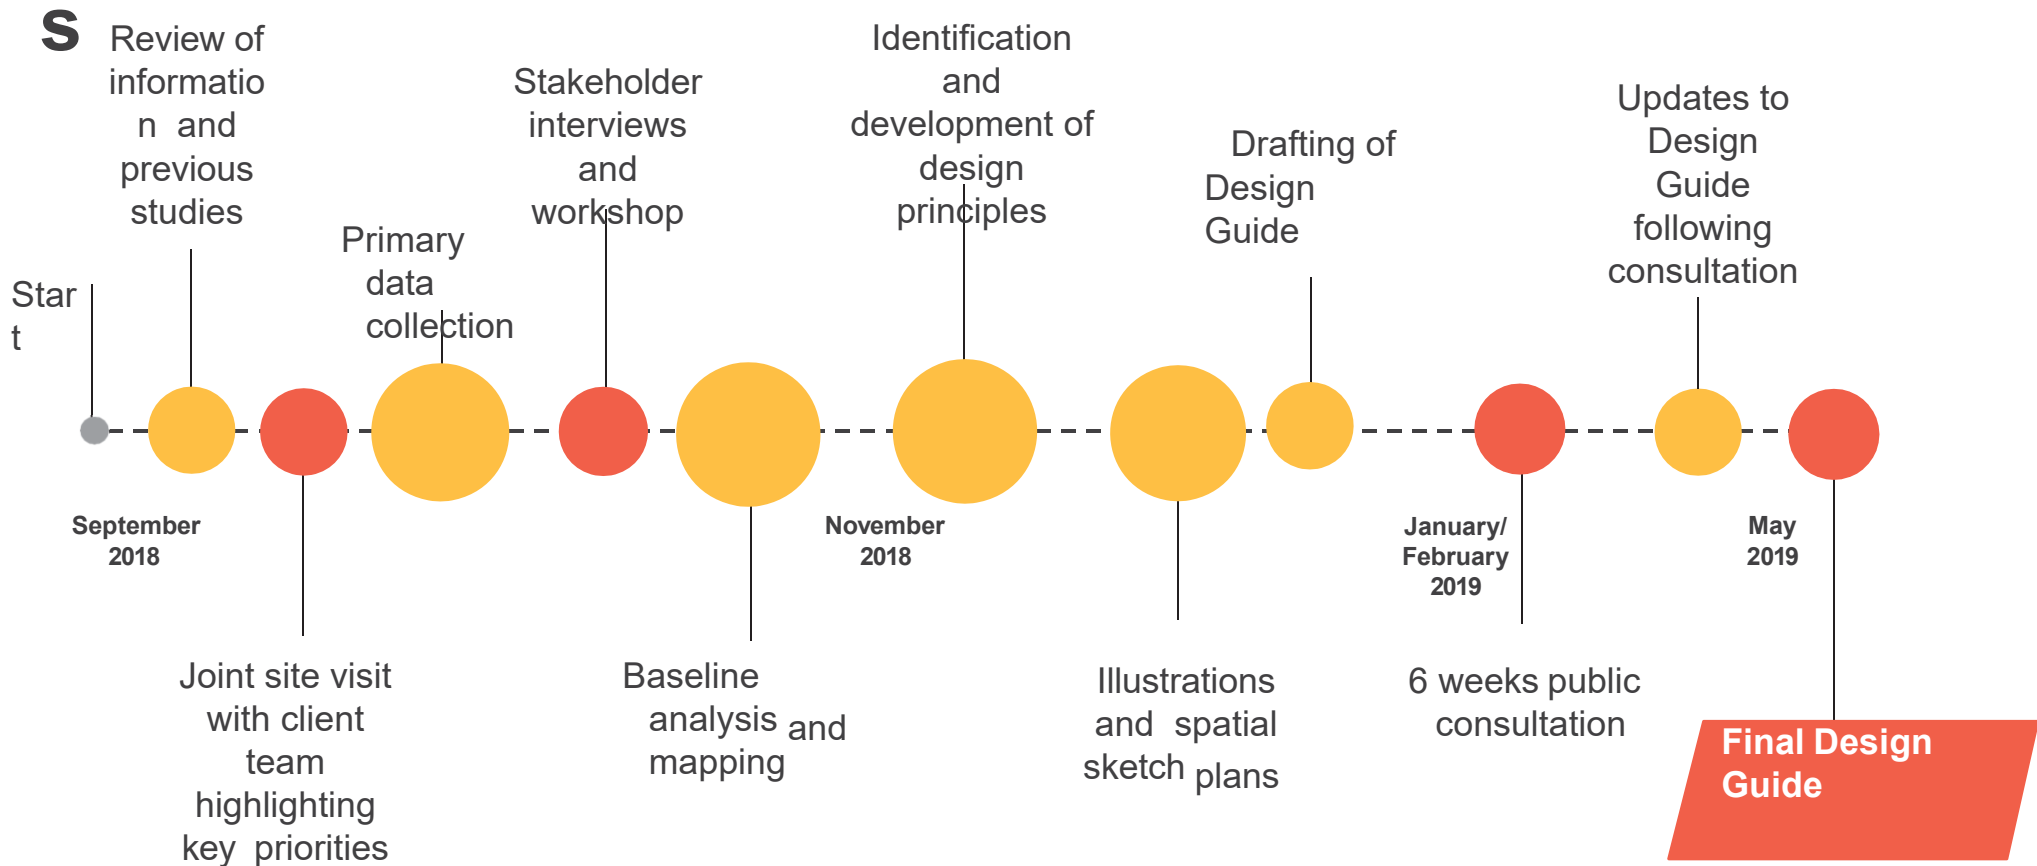 s
Review of
informatio
n and
previous
studies
Star
t
Primary
data
collection
Stakeholder
interviews
and
workshop
Identification
and
development of
design
principles
Drafting of
Design
Guide
Updates to
Design
Guide
following
consultation
September
2018
November
2018
January/
February
2019
May
2019
Joint site visit
with client
team
highlighting
key priorities
Baseline
analysis and
mapping
Illustrations
and spatial
sketch plans
6 weeks public
consultation
Final Design
Guide